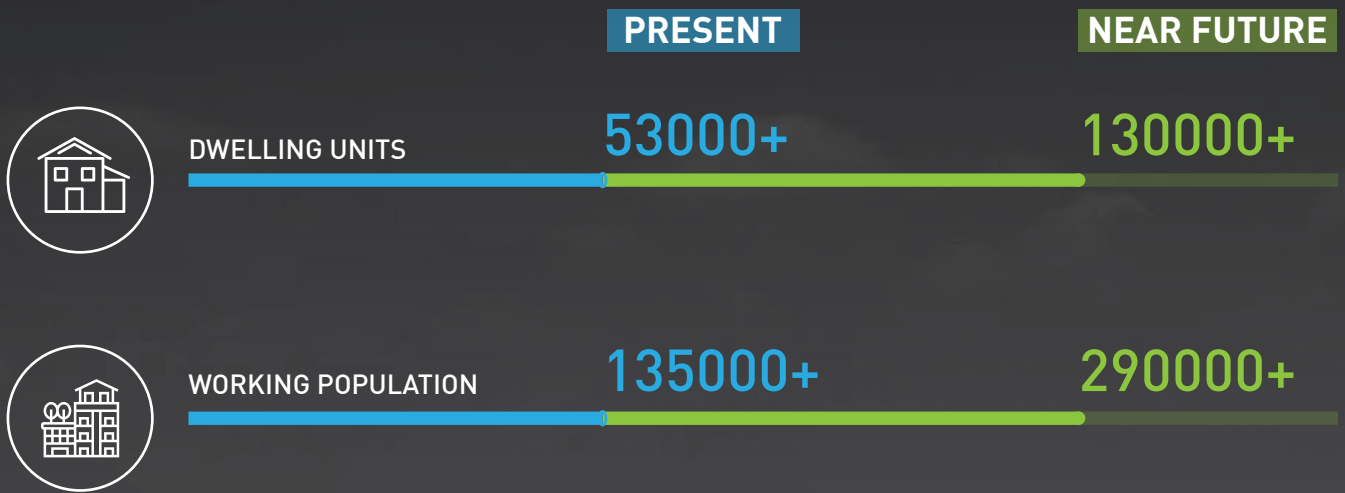 PRESENT NEAR FUTURE
DWELLING UNITS 53000+ 130000+
WORKING POPULATION 135000+ 290000+